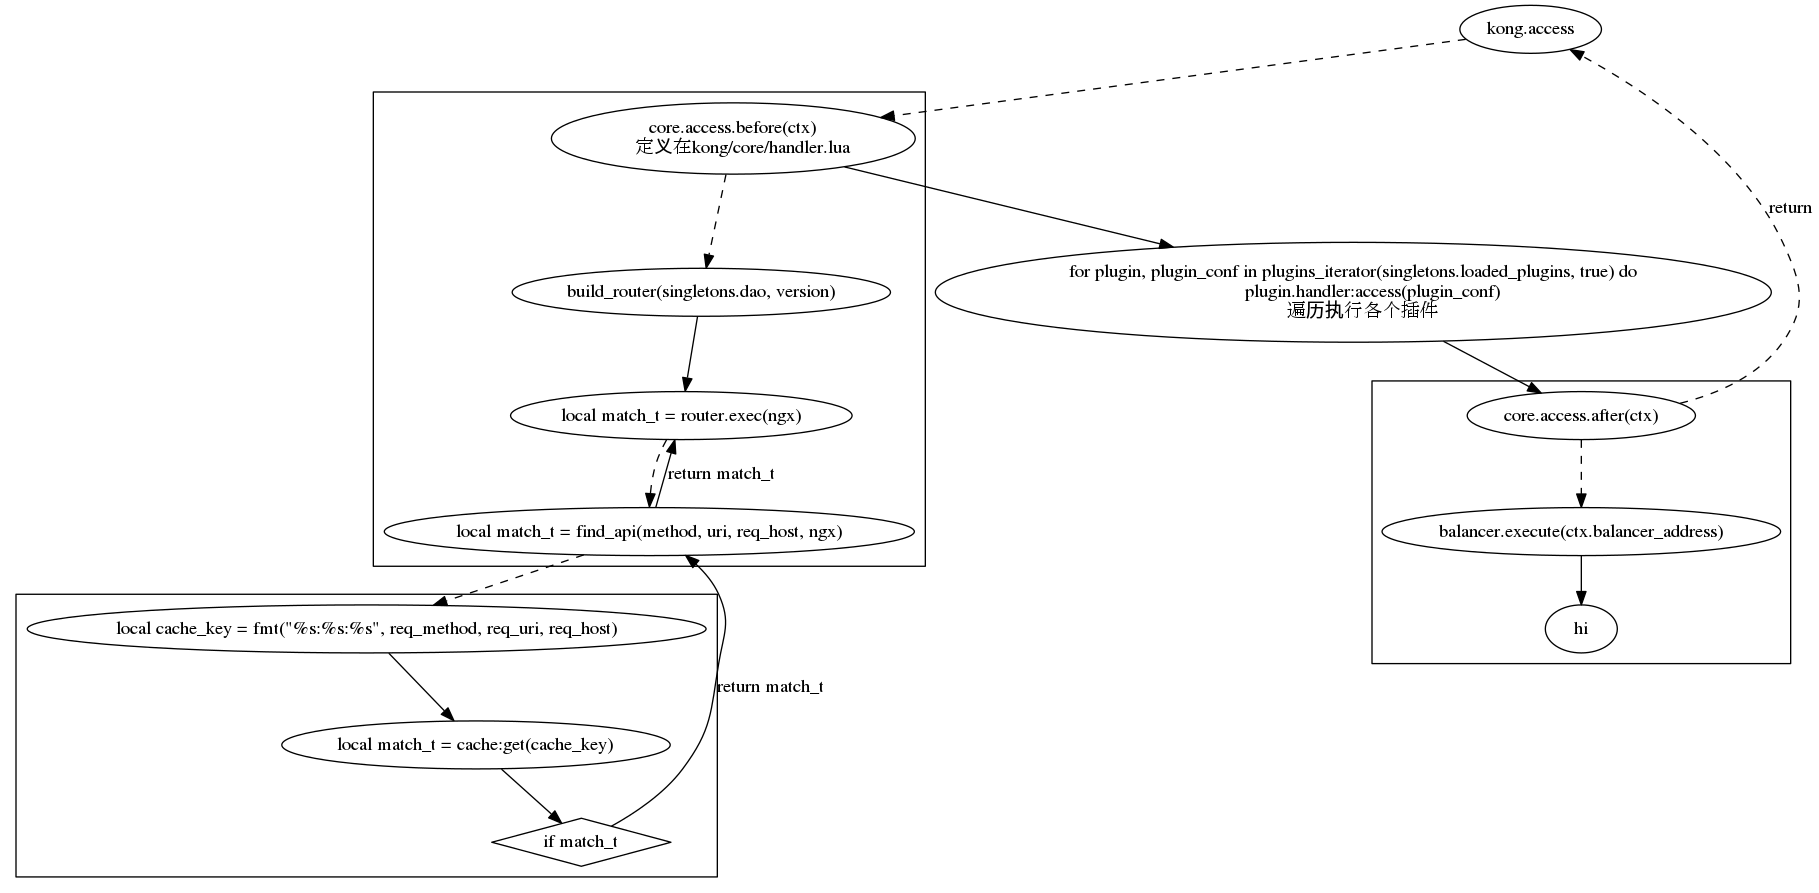 kong.access
core.access.before(ctx)
定义在kong/core/handler.lua
return
for plugin, plugin_conf in plugins_iterator(singletons.loaded_plugins, true) do
plugin.handler:access(plugin_conf)
遍历执行各个插件
build_router(singletons.dao, version)
local match_t = router.exec(ngx)
core.access.after(ctx)
return match_t
local match_t = find_api(method, uri, req_host, ngx)
balancer.execute(ctx.balancer_address)
local cache_key = fmt("%s:%s:%s", req_method, req_uri, req_host)
hi
return match_t
local match_t = cache:get(cache_key)
if match_t